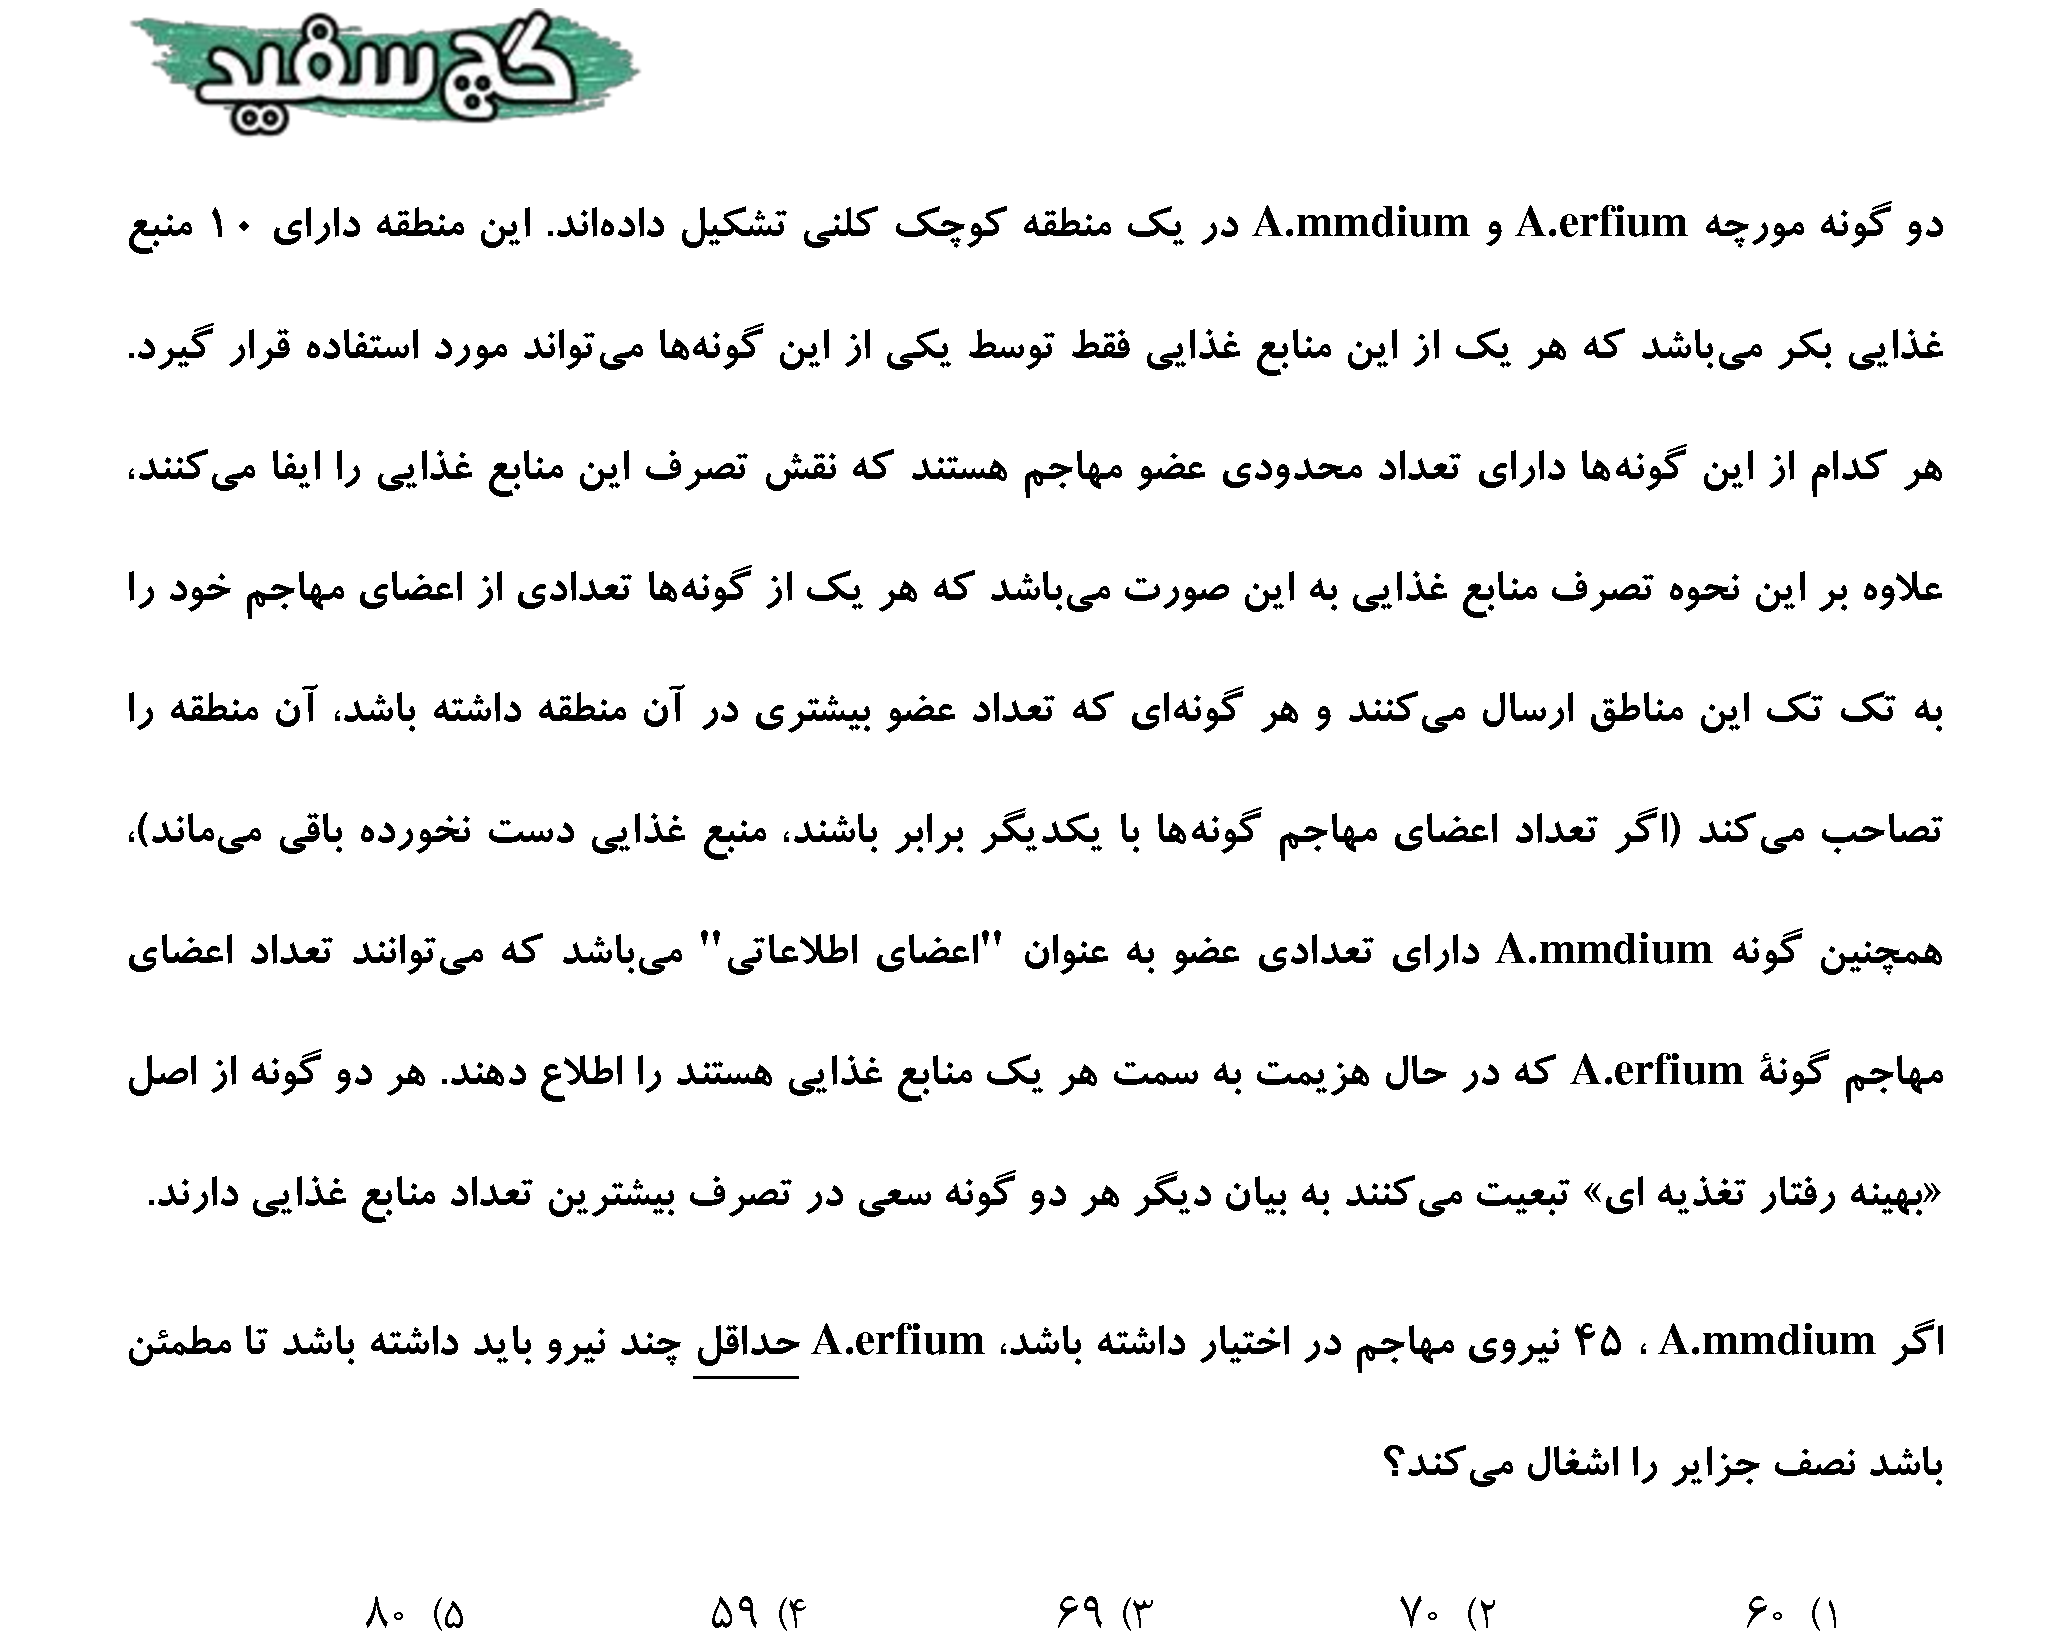 گچ سفید
دو گونه مورچه A.erfium و A.mmdium در یک منطقه کوچک کلنی تشکیل داده‌اند. این منطقه دارای ۱۰ منبع
غذایی بکر می‌باشد که هر یک از این منابع غذایی فقط توسط یکی از این گونه‌ها می‌تواند مورد استفاده قرار گیرد.
هر کدام از این گونه‌ها دارای تعداد محدودی عضو مهاجم هستند که نقش تصرف این منابع غذایی را ایفا می‌کنند،
علاوه بر این نحوه تصرف منابع غذایی به این صورت می‌باشد که هر یک از گونه‌ها تعدادی از اعضای مهاجم خود را
به تک تک این مناطق ارسال می‌کنند و هر گونه‌ای که تعداد عضو بیشتری در آن منطقه داشته باشد، آن منطقه را
تصاحب می‌کند (اگر تعداد اعضای مهاجم گونه‌ها با یکدیگر برابر باشند، منبع غذایی دست نخورده باقی می‌ماند)،
همچنین گونه A.mmdium دارای تعدادی عضو به عنوان "اعضای اطلاعاتی" می‌باشد که می‌توانند تعداد اعضای
مهاجم گونهٔ A.erfium که در حال هزیمت به سمت هر یک منابع غذایی هستند را اطلاع دهند. هر دو گونه از اصل
«بهینه رفتار تغذیه ای» تبعیت می‌کنند به بیان دیگر هر دو گونه سعی در تصرف بیشترین تعداد منابع غذایی دارند.
اگر A.mmdium ، ۴۵ نیروی مهاجم در اختیار داشته باشد، A.erfium حداقل چند نیرو باید داشته باشد تا مطمئن
باشد نصف جزایر را اشغال می‌کند؟
۱) ۶۰ ۲) ۷۰ ۳) ۶۹ ۴) ۵۹ ۵) ۸۰